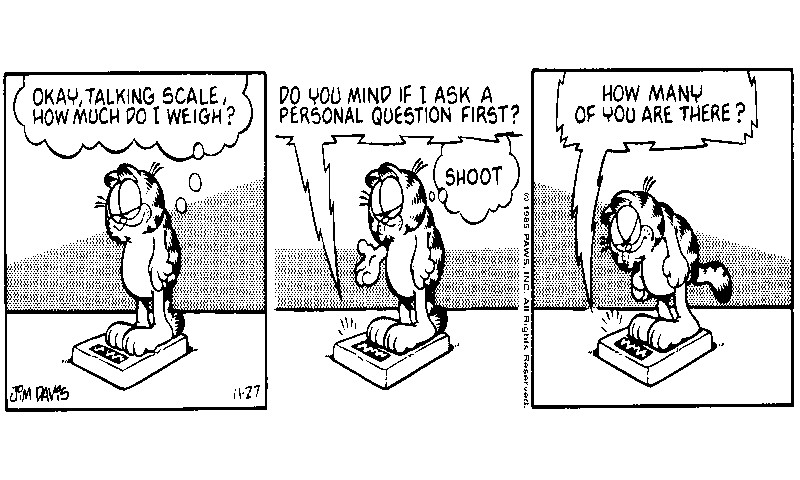 OKAY, TALKING SCALE,
HOW MUCH DO I WEIGH?
JIM DAVIS
11-27
DO YOU MIND IF I ASK A
PERSONAL QUESTION FIRST?
SHOOT
© 1985 PAWS, INC. All Rights Reserved.
HOW MANY
OF YOU ARE THERE?